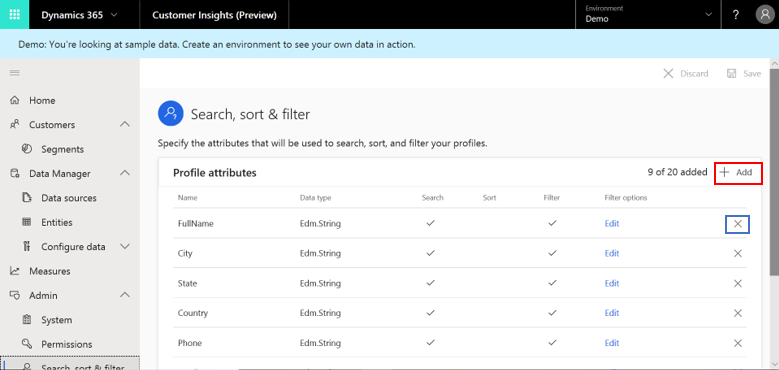 Dynamics 365 Customer Insights (Preview) Environment
Demo ?
Demo: You're looking at sample data. Create an environment to see your own data in action.
Discard Save
Home
Customers
Segments
Data Manager
Data sources
Entities
Configure data
Measures
Admin
System
Permissions
Search, sort & filter
Search, sort & filter
Specify the attributes that will be used to search, sort, and filter your profiles.
Profile attributes 9 of 20 added + Add
Name Data type Search Sort Filter Filter options
FullName Edm.String Edit
City Edm.String Edit
State Edm.String Edit
Country Edm.String Edit
Phone Edm.String Edit